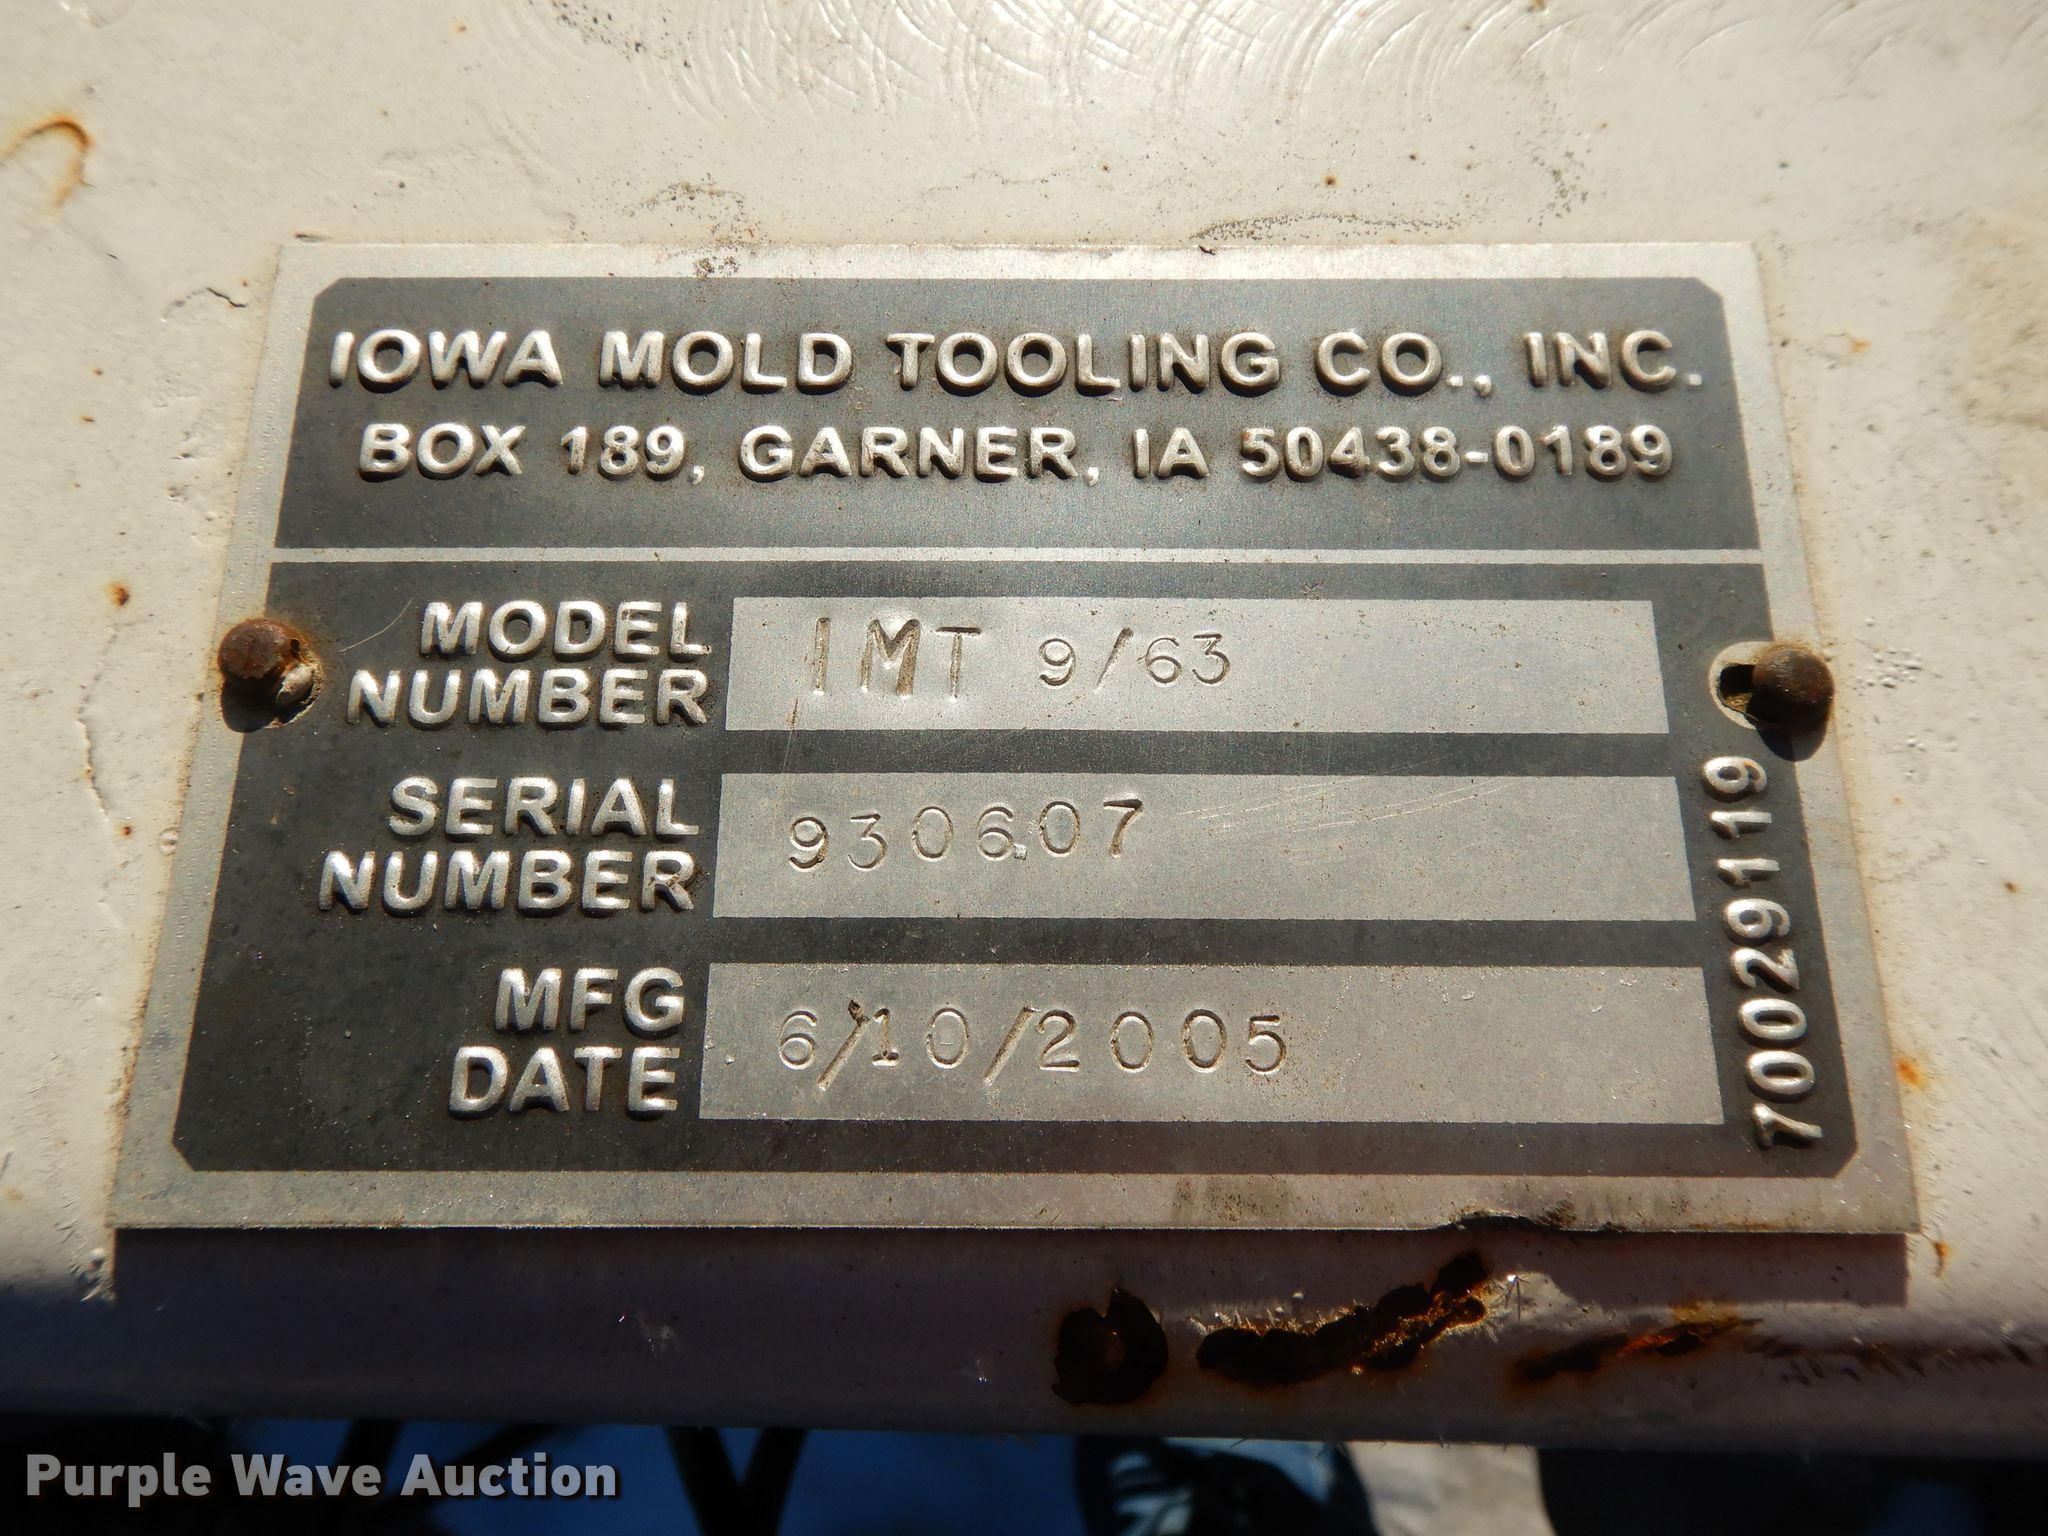 IOWA MOLD TOOLING CO., INC.
BOX 189, GARNER, IA 50438-0189
MODEL NUMBER IMT 9/63
SERIAL NUMBER 930607
MFG DATE 6/10/2005
70029119
Purple Wave Auction